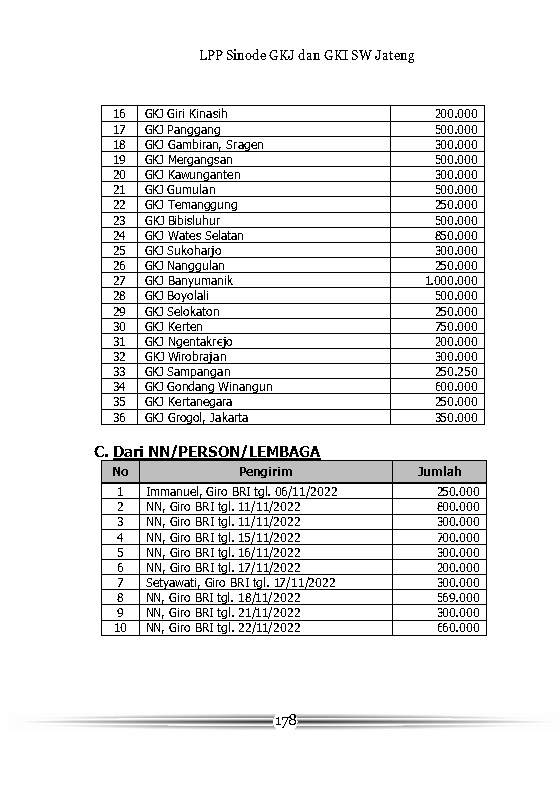 LPP Sinode GKJ dan GKI SW Jateng
16 GKJ Giri Kinasih 200.000
17 GKJ Panggang 500.000
18 GKJ Gambiran, Sragen 300.000
19 GKJ Mergangsan 500.000
20 GKJ Kawunganten 300.000
21 GKJ Gumulan 500.000
22 GKJ Temanggung 250.000
23 GKJ Bibisluhur 500.000
24 GKJ Wates Selatan 850.000
25 GKJ Sukoharjo 300.000
26 GKJ Nanggulan 250.000
27 GKJ Banyumanik 1.000.000
28 GKJ Boyolali 500.000
29 GKJ Selokaton 250.000
30 GKJ Kerten 750.000
31 GKJ Ngentakrejo 200.000
32 GKJ Wirobrajan 300.000
33 GKJ Sampangan 250.250
34 GKJ Gondang Winangun 600.000
35 GKJ Kertanegara 250.000
36 GKJ Grogol, Jakarta 350.000
C. Dari NN/PERSON/LEMBAGA
No Pengirim Jumlah
1 Immanuel, Giro BRI tgl. 06/11/2022 250.000
2 NN, Giro BRI tgl. 11/11/2022 800.000
3 NN, Giro BRI tgl. 11/11/2022 300.000
4 NN, Giro BRI tgl. 15/11/2022 700.000
5 NN, Giro BRI tgl. 16/11/2022 300.000
6 NN, Giro BRI tgl. 17/11/2022 200.000
7 Setyawati, Giro BRI tgl. 17/11/2022 300.000
8 NN, Giro BRI tgl. 18/11/2022 569.000
9 NN, Giro BRI tgl. 21/11/2022 300.000
10 NN, Giro BRI tgl. 22/11/2022 660.000
178